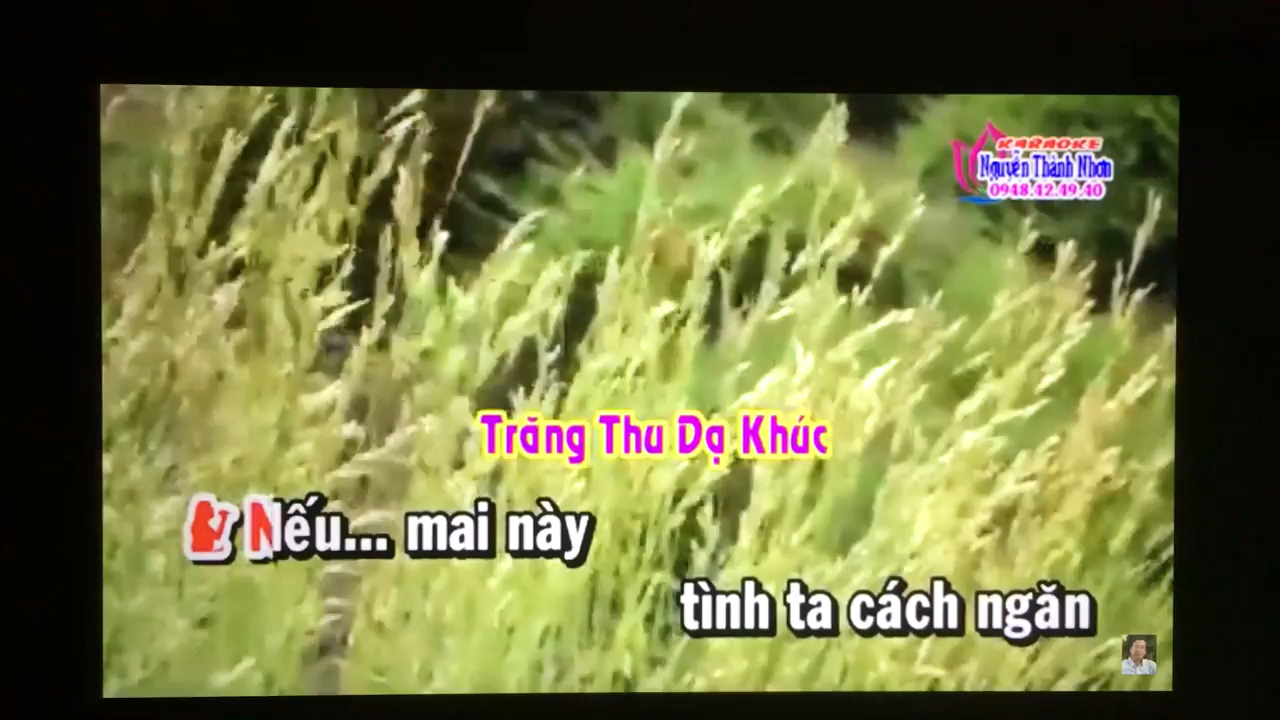 KARAOKE
Nguyễn Thành Nhơn
0948.42.49.40
Trăng Thu Dạ Khúc
Nếu... mai này
tình ta cách ngăn